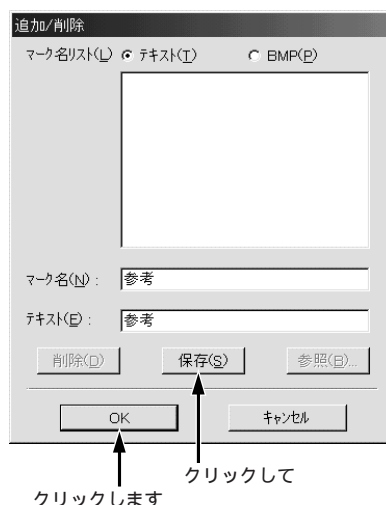 追加/削除
マーク名リスト(L) テキスト(T) BMP(P)
マーク名(N): 参考
テキスト(E): 参考
削除(D) 保存(S) 参照(B)...
OK キャンセル
クリックして
クリックします